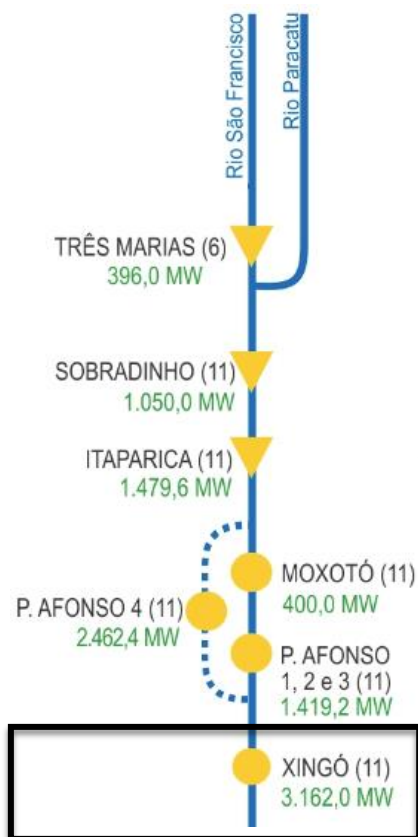 Rio São Francisco
Rio Paracatu
TRÊS MARIAS (6)
396,0 MW
SOBRADINHO (11)
1.050,0 MW
ITAPARICA (11)
1.479,6 MW
MOXOTÓ (11)
400,0 MW
P. AFONSO 4 (11)
2.462,4 MW
P. AFONSO
1, 2 e 3 (11)
1.419,2 MW
XINGÓ (11)
3.162,0 MW